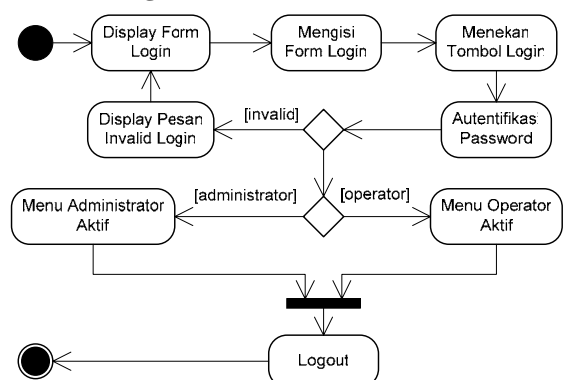 Display Form
Login
Mengisi
Form Login
Menekan
Tombol Login
Display Pesan
Invalid Login
[invalid]
Autentifikasi
Password
Menu Administrator
Aktif
[administrator]
[operator]
Menu Operator
Aktif
Logout